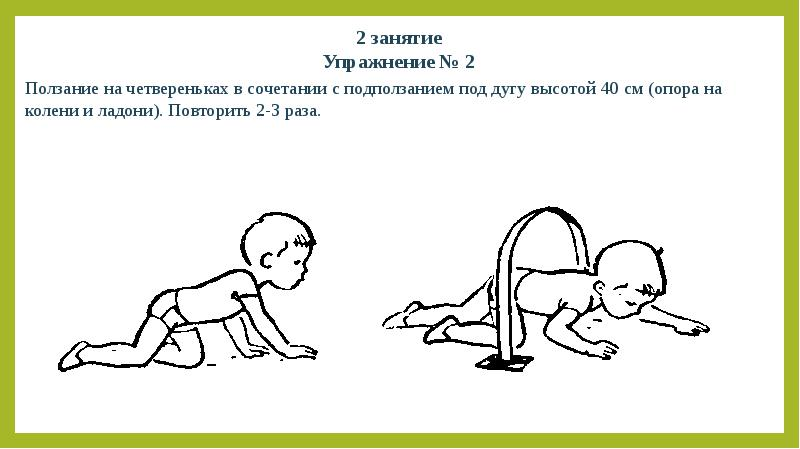 2 занятие
Упражнение № 2
Ползание на четвереньках в сочетании с подползанием под дугу высотой 40 см (опора на
колени и ладони). Повторить 2-3 раза.